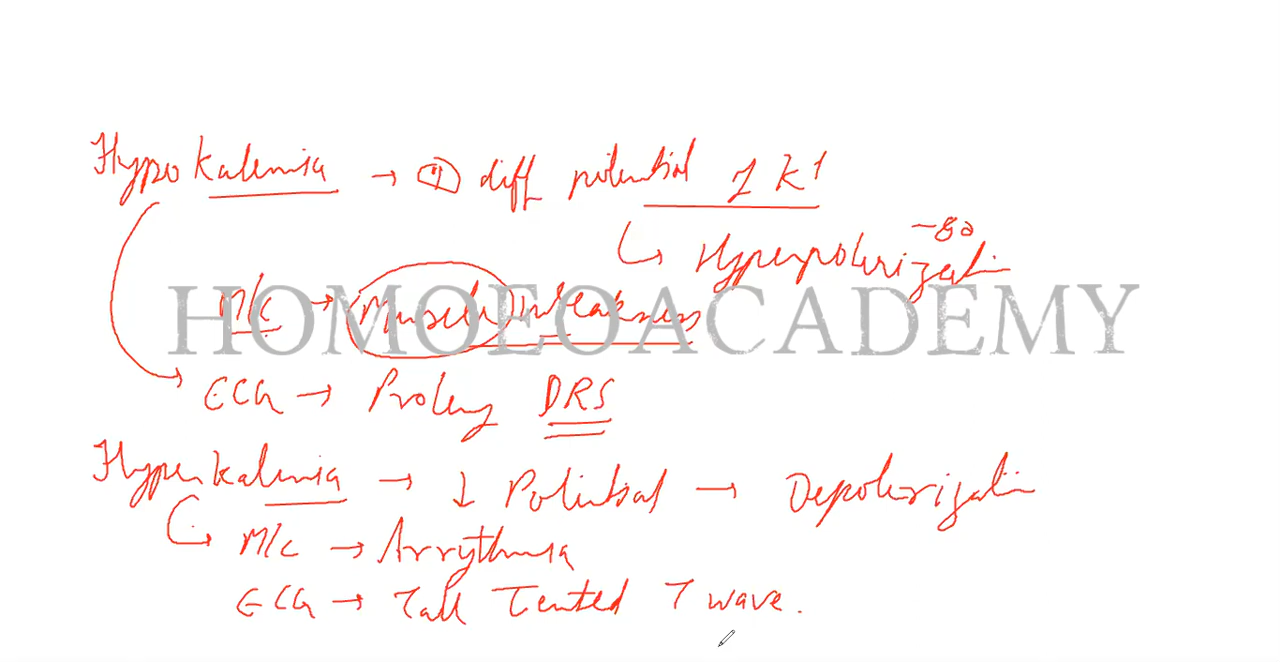 Hypokalemia → ↑ diff potential of K+
↳ Hyperpolarization -80
M/c → Muscle weakness
HOMOEOACADEMY
ECG → Prolong QRS
Hyperkalemia → ↓ Potential → Depolarization
↳ M/c → Arrythmia
ECG → Tall Tented T wave.